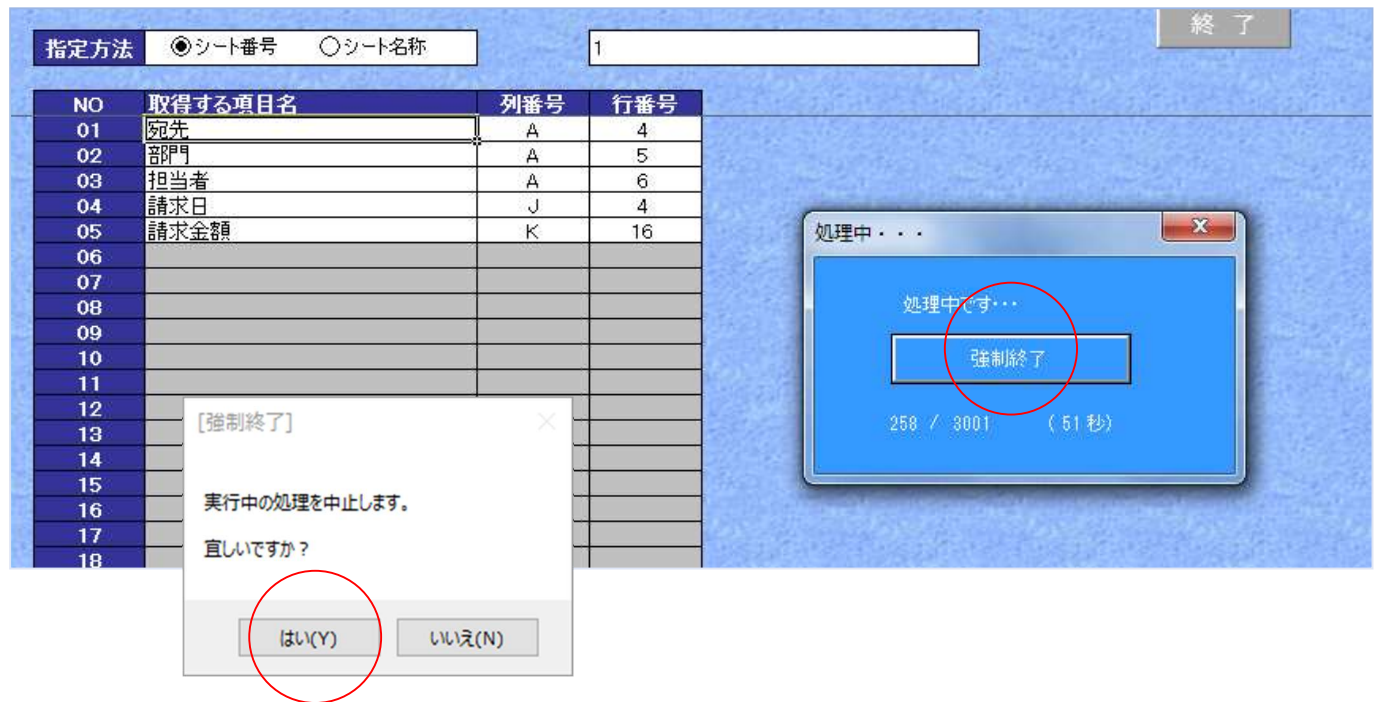 終 了
指定方法 ◉シート番号 ○シート名称 1
NO 取得する項目名 列番号 行番号
01 宛先 A 4
02 部門 A 5
03 担当者 A 6
04 請求日 J 4
05 請求金額 K 16
06
07
08
09
10
11
12
13
14
15
16
17
18
処理中・・・
処理中です・・・
強制終了
258 / 3001 (51秒)
[強制終了]
実行中の処理を中止します。
宜しいですか？
はい(Y) いいえ(N)